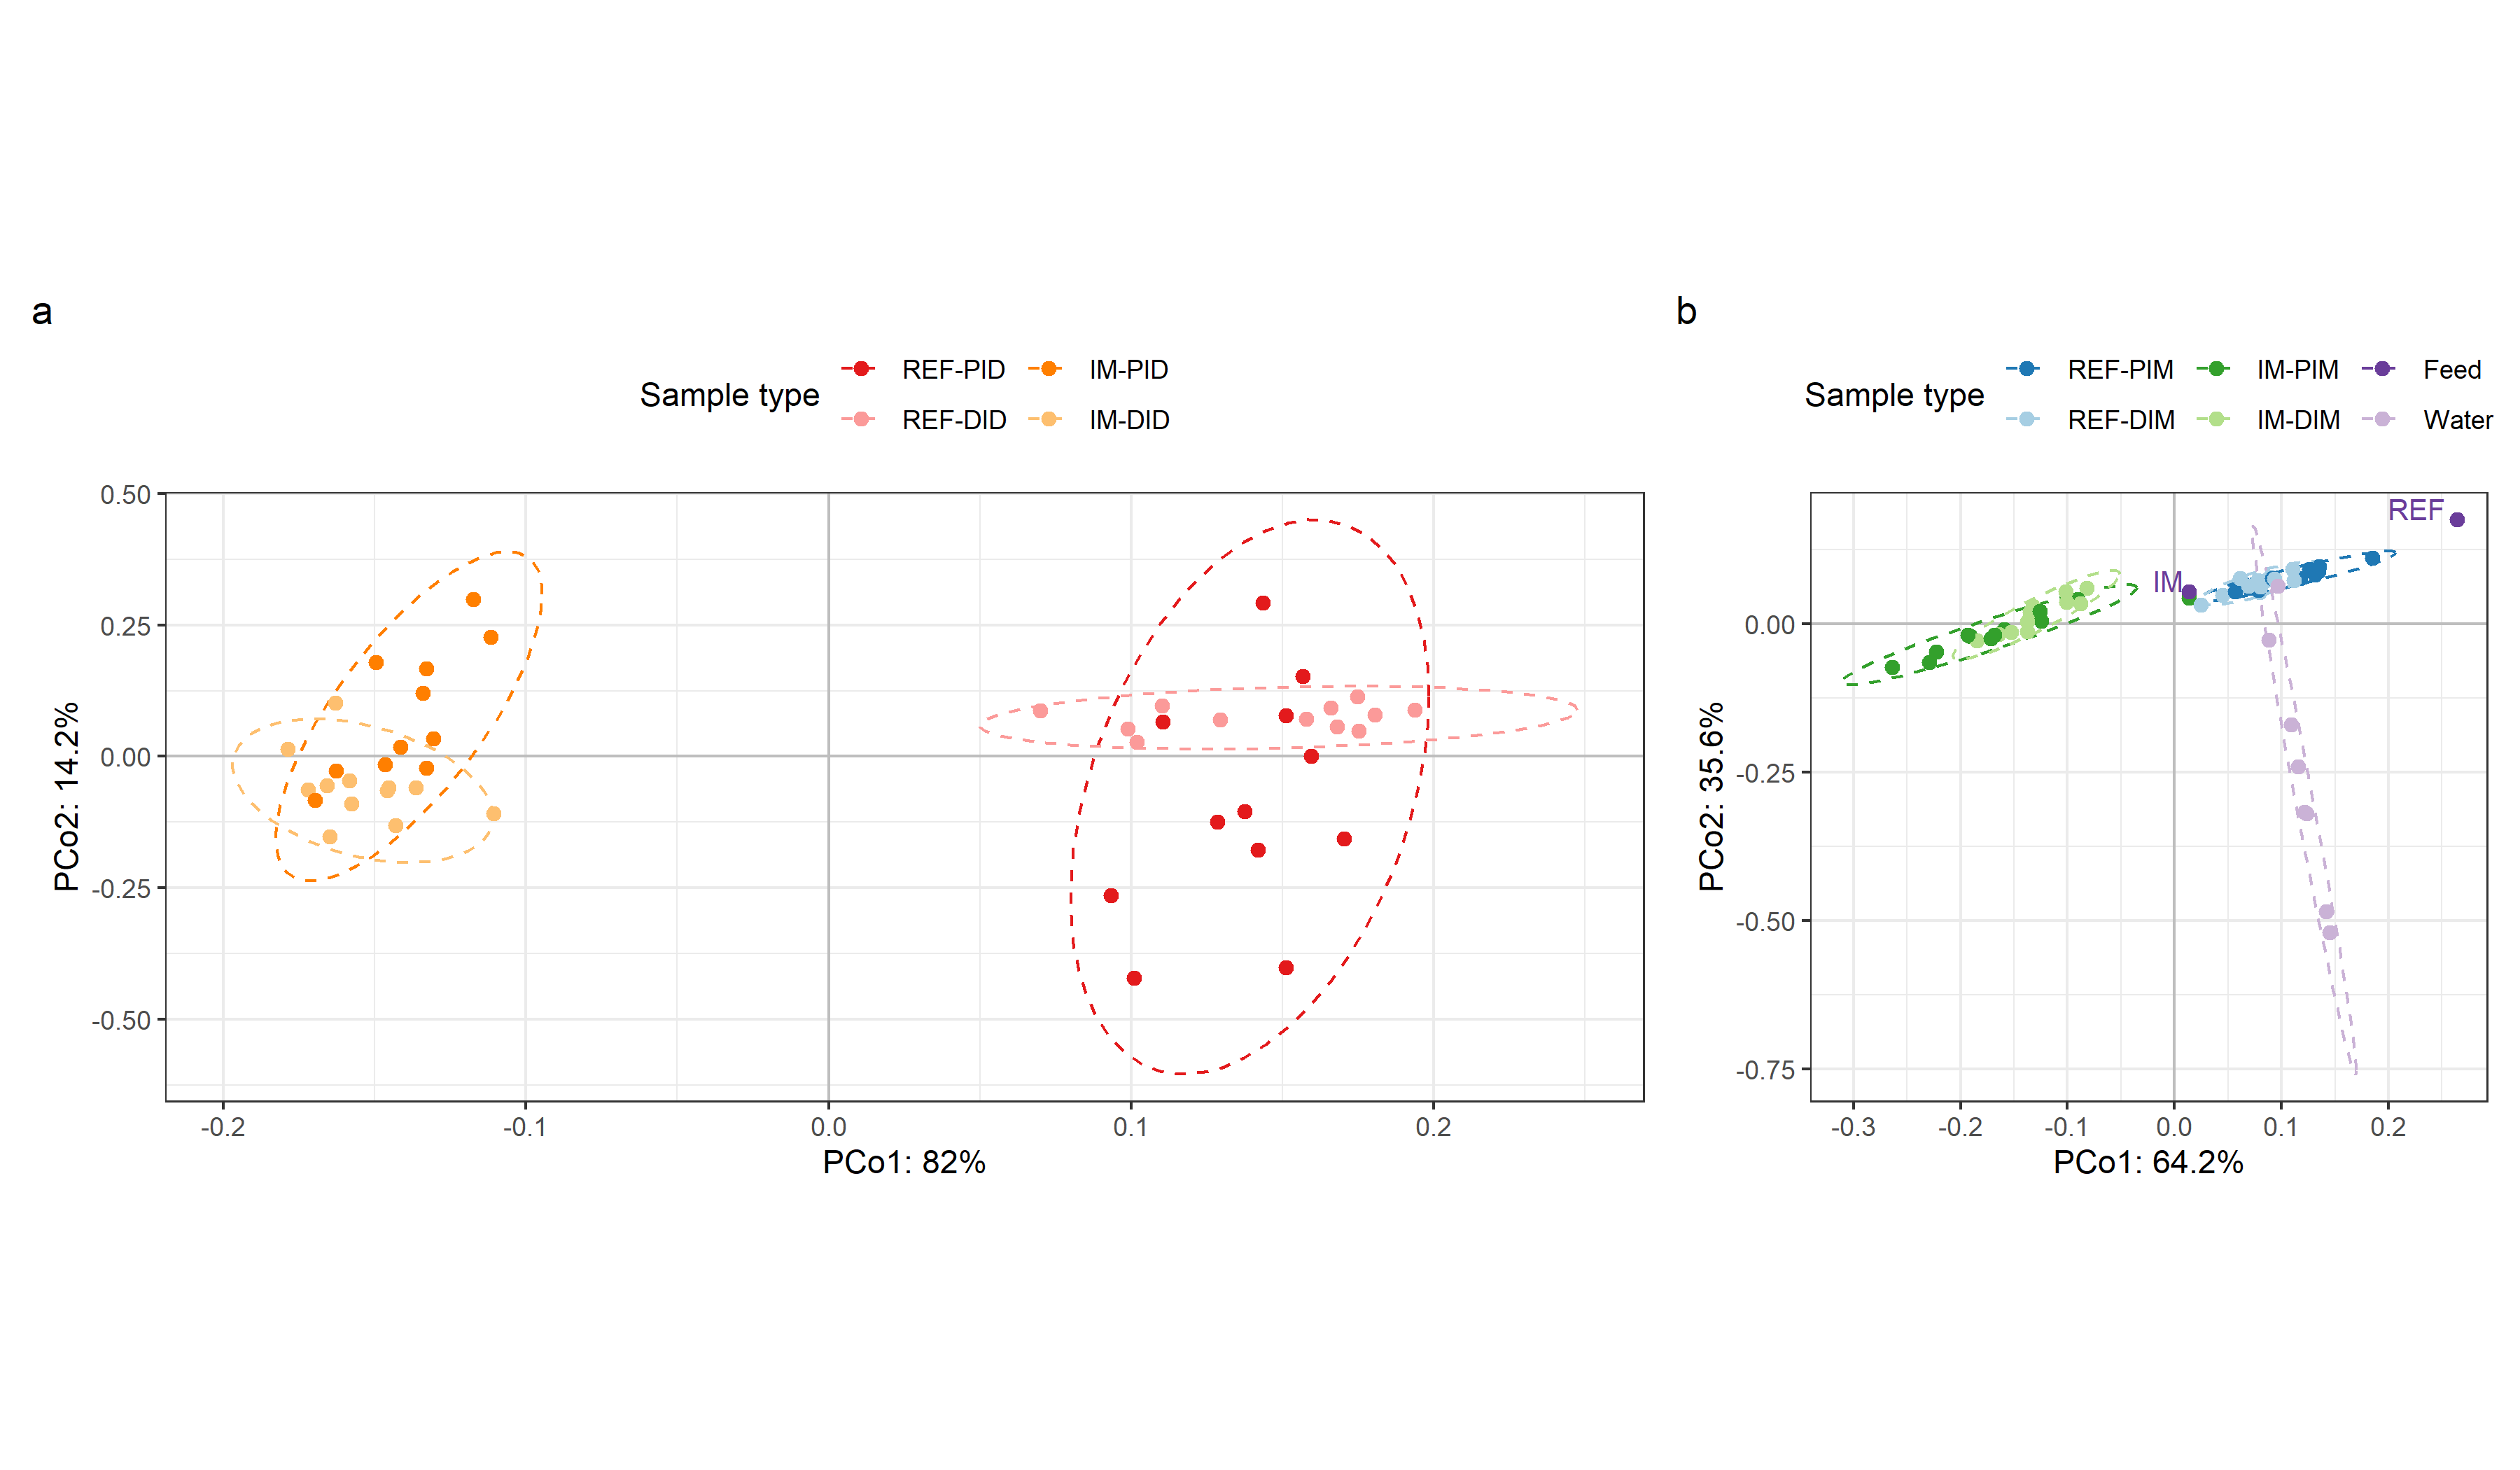 a
Sample type
REF-PID
IM-PID
REF-DID
IM-DID
0.50
0.25
0.00
-0.25
-0.50
PCo2: 14.2%
-0.2
-0.1
0.0
0.1
0.2
PCo1: 82%
b
Sample type
REF-PIM
IM-PIM
Feed
REF-DIM
IM-DIM
Water
REF
IM
0.00
-0.25
-0.50
-0.75
PCo2: 35.6%
-0.3
-0.2
-0.1
0.0
0.1
0.2
PCo1: 64.2%